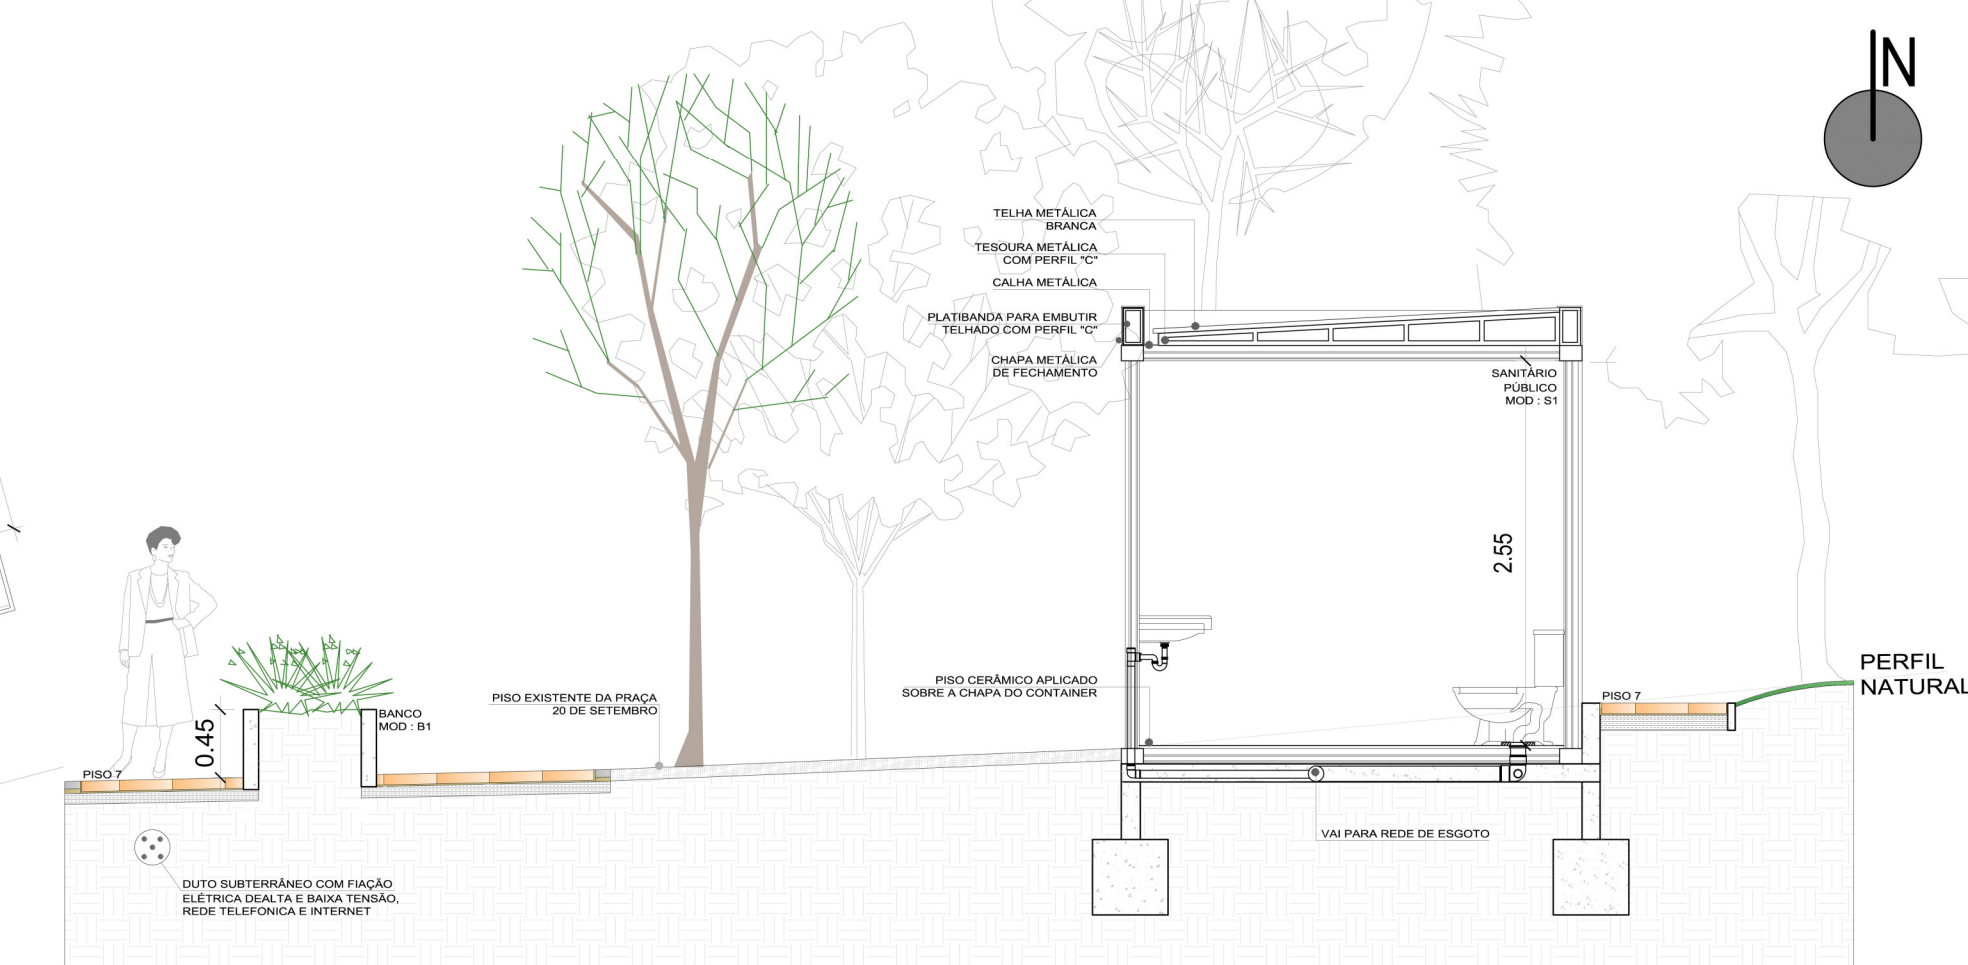 N
TELHA METÁLICA
BRANCA
TESOURA METÁLICA
COM PERFIL "C"
CALHA METÁLICA
PLATIBANDA PARA EMBUTIR
TELHADO COM PERFIL "C"
CHAPA METÁLICA
DE FECHAMENTO
SANITÁRIO
PÚBLICO
MOD : S1
2.55
PISO CERÂMICO APLICADO
SOBRE A CHAPA DO CONTAINER
PISO EXISTENTE DA PRAÇA
20 DE SETEMBRO
BANCO
MOD : B1
0.45
PISO 7
PISO 7
PERFIL
NATURAL
VAI PARA REDE DE ESGOTO
DUTO SUBTERRÂNEO COM FIAÇÃO
ELÉTRICA DEALTA E BAIXA TENSÃO,
REDE TELEFONICA E INTERNET